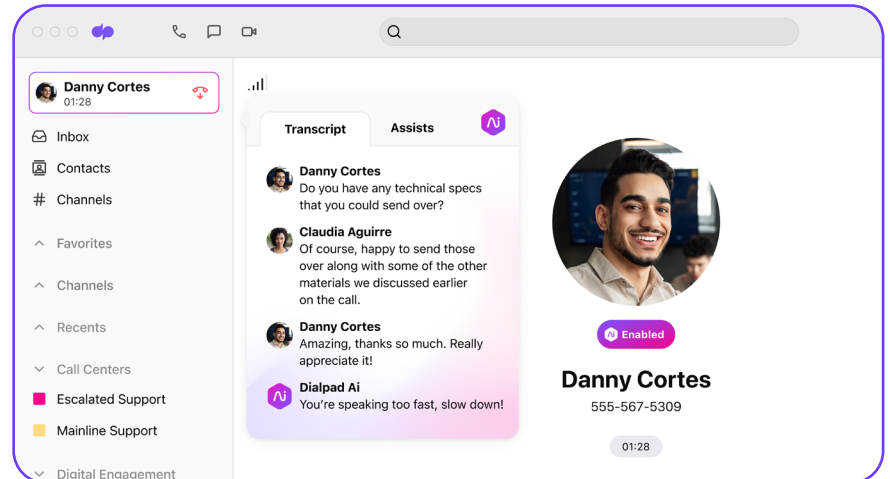 Danny Cortes
01:28
Inbox
Contacts
# Channels
Favorites
Channels
Recents
Call Centers
Escalated Support
Mainline Support
Digital Engagement
Transcript
Assists
Danny Cortes
Do you have any technical specs
that you could send over?
Claudia Aguirre
Of course, happy to send those
over along with some of the other
materials we discussed earlier
on the call.
Danny Cortes
Amazing, thanks so much. Really
appreciate it!
Dialpad Ai
You’re speaking too fast, slow down!
Ai
Ai Enabled
Danny Cortes
555-567-5309
01:28